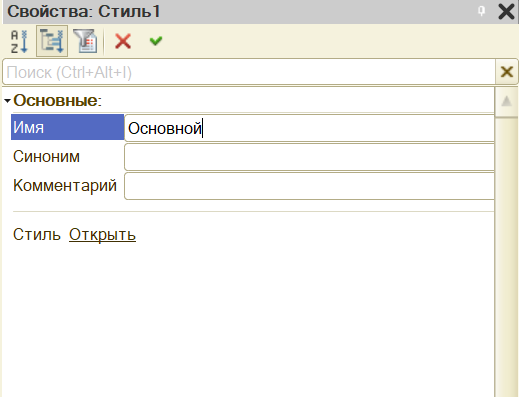 Свойства: Стиль1
Поиск (Ctrl+Alt+I)
Основные:
Имя Основной
Синоним
Комментарий
Стиль Открыть